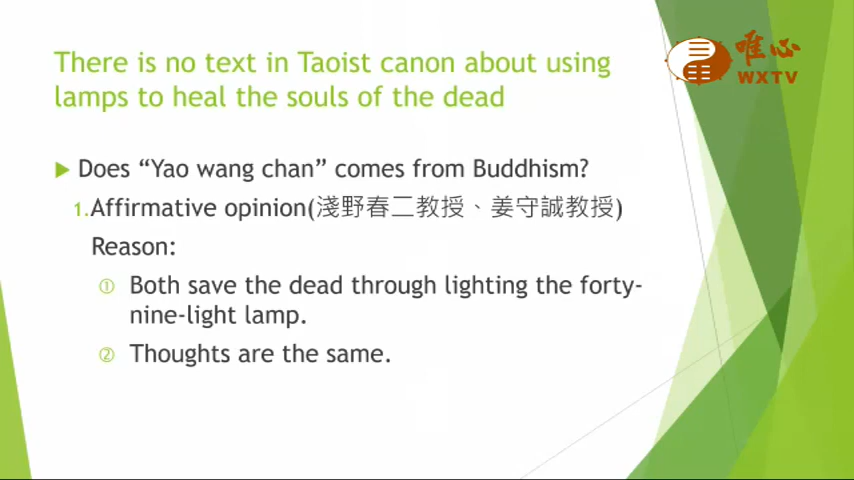 There is no text in Taoist canon about using
lamps to heal the souls of the dead
唯心
WXTV
Does “Yao wang chan” comes from Buddhism?
1.Affirmative opinion(淺野春二教授、姜守誠教授)
Reason:
① Both save the dead through lighting the forty-
nine-light lamp.
② Thoughts are the same.